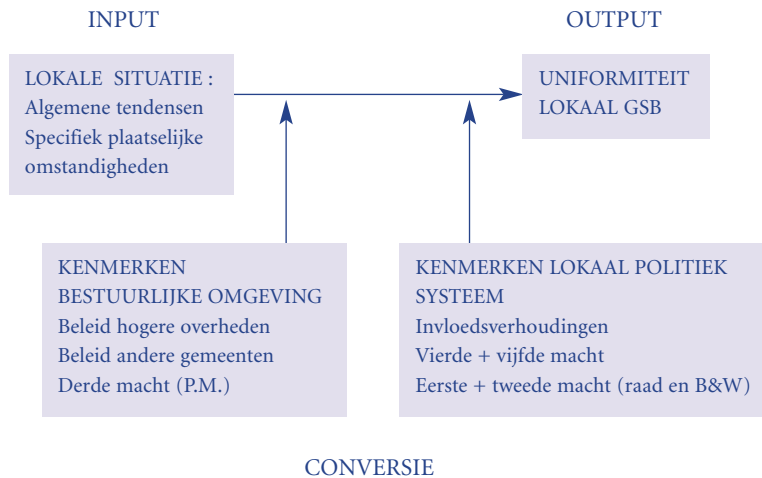 INPUT
OUTPUT
LOKALE SITUATIE :
Algemene tendensen
Specifiek plaatselijke
omstandigheden
UNIFORMITEIT
LOKAAL GSB
KENMERKEN
BESTUURLIJKE OMGEVING
Beleid hogere overheden
Beleid andere gemeenten
Derde macht (P.M.)
KENMERKEN LOKAAL POLITIEK
SYSTEEM
Invloedsverhoudingen
Vierde + vijfde macht
Eerste + tweede macht (raad en B&W)
CONVERSIE